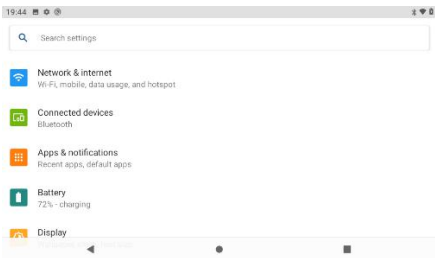 19:44
Search settings
Network & internet
Wi-Fi, mobile, data usage, and hotspot
Connected devices
Bluetooth
Apps & notifications
Recent apps, default apps
Battery
72% - charging
Display